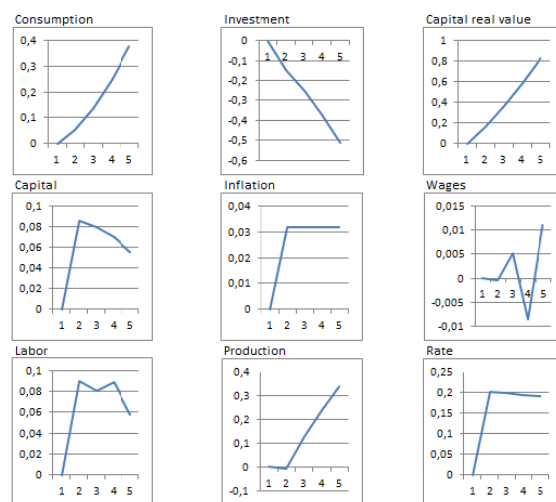 Consumption
0,4
0,3
0,2
0,1
0
1 2 3 4 5
Investment
0
-0,1
-0,2
-0,3
-0,4
-0,5
-0,6
1 2 3 4 5
Capital real value
1
0,8
0,6
0,4
0,2
0
1 2 3 4 5
Capital
0,1
0,08
0,06
0,04
0,02
0
1 2 3 4 5
Inflation
0,04
0,03
0,02
0,01
0
1 2 3 4 5
Wages
0,015
0,01
0,005
0
-0,005
-0,01
1 2 3 4 5
Labor
0,1
0,08
0,06
0,04
0,02
0
1 2 3 4 5
Production
0,4
0,3
0,2
0,1
0
-0,1
1 2 3 4 5
Rate
0,25
0,2
0,15
0,1
0,05
0
1 2 3 4 5